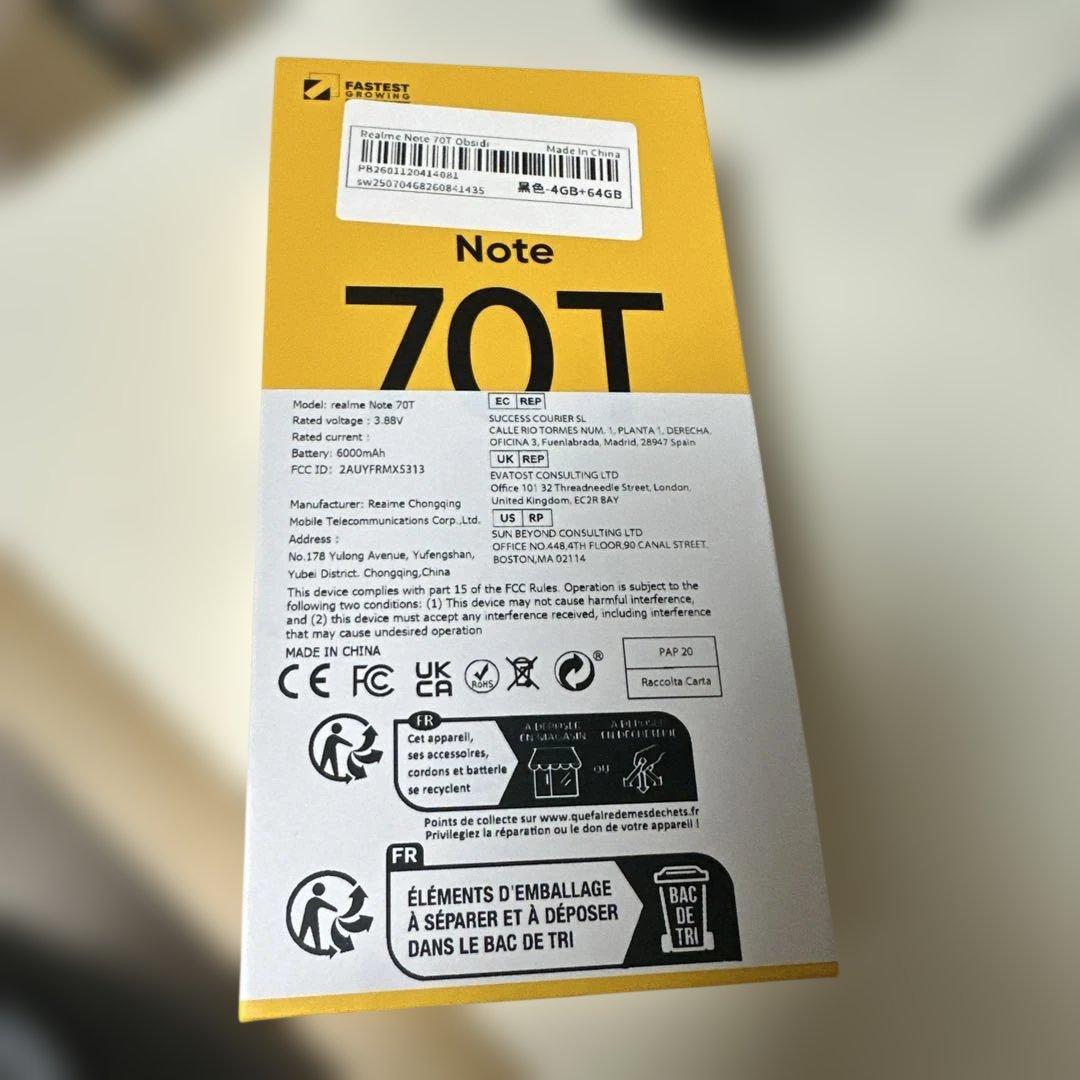 FASTEST
GROWING
Realme Note 70T Obsidi
Made In China
PB2601120414081
sw25070468260841435
黑色-4GB+64GB
Note
70T
Model: realme Note 70T
Rated voltage : 3.88V
Rated current :
Battery: 6000mAh
FCC ID: 2AUYFRMX5313
Manufacturer: Reaime Chongqing
Mobile Telecommunications Corp.,Ltd.
Address :
No.178 Yulong Avenue, Yufengshan,
Yubei District. Chongqing,China
EC REP
SUCCESS COURIER SL
CALLE RIO TORMES NUM. 1, PLANTA 1, DERECHA,
OFICINA 3, Fuenlabrada, Madrid, 28947 Spain
UK REP
EVATOST CONSULTING LTD
Office 101 32 Threadneedle Street, London,
United Kingdom, EC2R 8AY
US RP
SUN BEYOND CONSULTING LTD
OFFICE NO.448,4TH FLOOR,90 CANAL STREET,
BOSTON,MA 02114
This device complies with part 15 of the FCC Rules. Operation is subject to the
following two conditions: (1) This device may not cause harmful interference,
and (2) this device must accept any interference received, including interference
that may cause undesired operation
MADE IN CHINA
CE FC UK CA RoHS ®
PAP 20
Raccolta Carta
FR
Cet appareil,
ses accessoires,
cordons et batterie
se recyclent
À DÉPOSER
EN MAGASIN
OU
À DÉPOSER
EN DÉCHÈTERIE
Points de collecte sur www.quefairedemesdechets.fr
Privilegiez la réparation ou le don de votre appareil !
FR
ÉLÉMENTS D'EMBALLAGE
À SÉPARER ET À DÉPOSER
DANS LE BAC DE TRI
BAC
DE
TRI